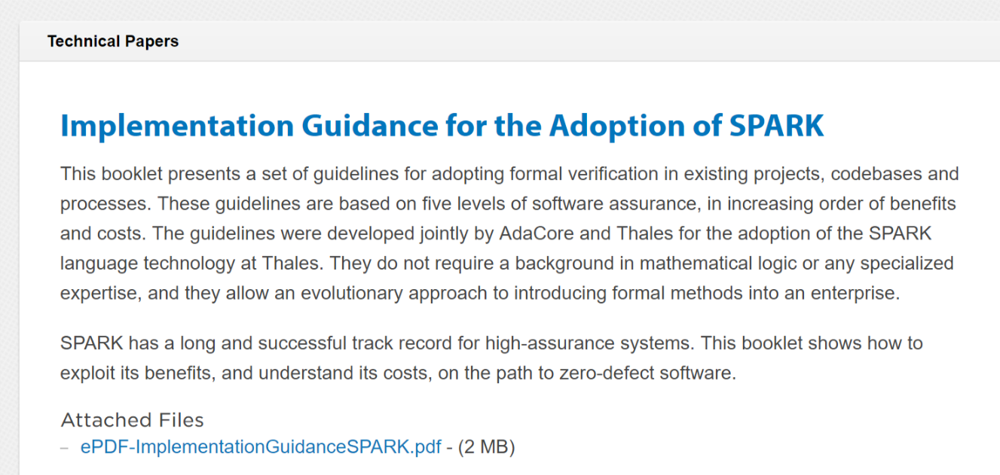 Technical Papers
Implementation Guidance for the Adoption of SPARK
This booklet presents a set of guidelines for adopting formal verification in existing projects, codebases and
processes. These guidelines are based on five levels of software assurance, in increasing order of benefits
and costs. The guidelines were developed jointly by AdaCore and Thales for the adoption of the SPARK
language technology at Thales. They do not require a background in mathematical logic or any specialized
expertise, and they allow an evolutionary approach to introducing formal methods into an enterprise.
SPARK has a long and successful track record for high-assurance systems. This booklet shows how to
exploit its benefits, and understand its costs, on the path to zero-defect software.
Attached Files
– ePDF-ImplementationGuidanceSPARK.pdf - (2 MB)